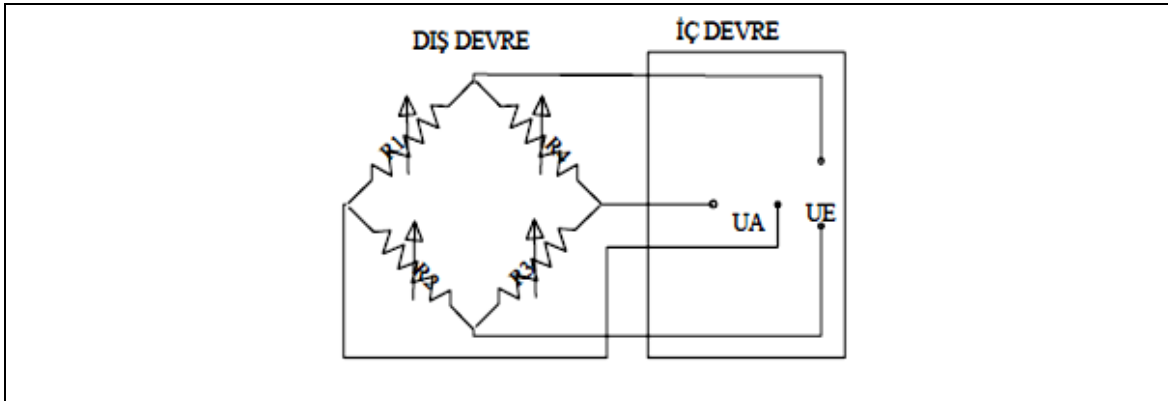 DIŞ DEVRE
İÇ DEVRE
R1
R4
UA
UE
R2
R3